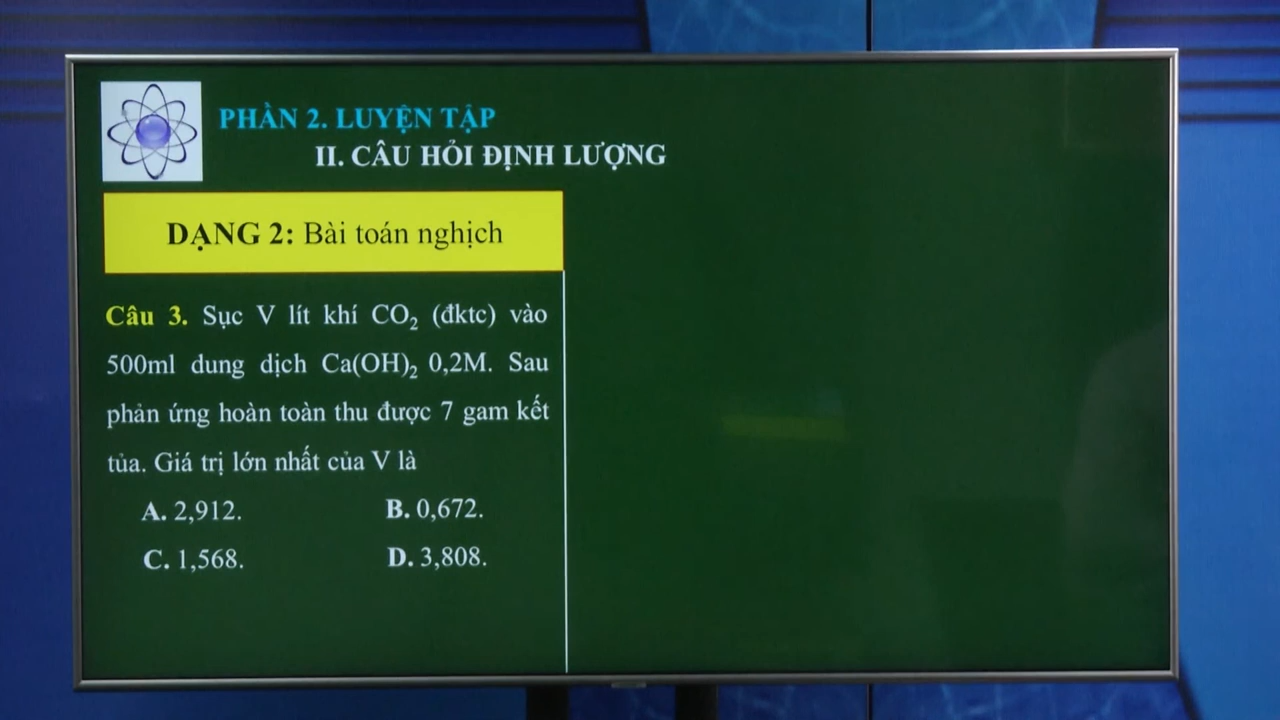 PHẦN 2. LUYỆN TẬP
II. CÂU HỎI ĐỊNH LƯỢNG
DẠNG 2: Bài toán nghịch
Câu 3. Sục V lít khí CO₂ (đktc) vào
500ml dung dịch Ca(OH)₂ 0,2M. Sau
phản ứng hoàn toàn thu được 7 gam kết
tủa. Giá trị lớn nhất của V là
A. 2,912. B. 0,672.
C. 1,568. D. 3,808.